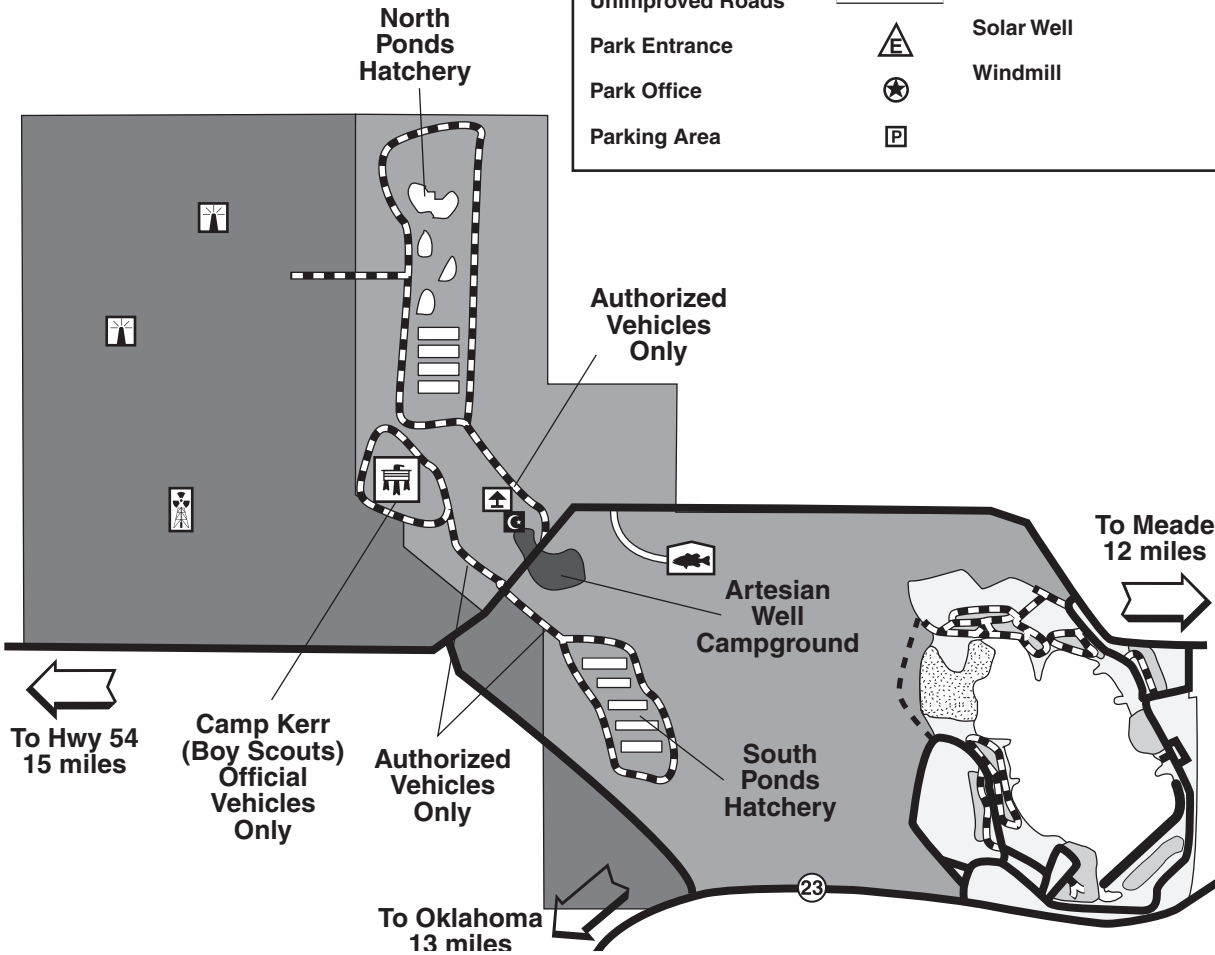 North
Ponds
Hatchery
Unimproved Roads
Park Entrance
E
Park Office
Parking Area
P
Solar Well
Windmill
Authorized
Vehicles
Only
To Meade
12 miles
Artesian
Well
Campground
To Hwy 54
15 miles
Camp Kerr
(Boy Scouts)
Official
Vehicles
Only
Authorized
Vehicles
Only
South
Ponds
Hatchery
23
To Oklahoma
13 miles